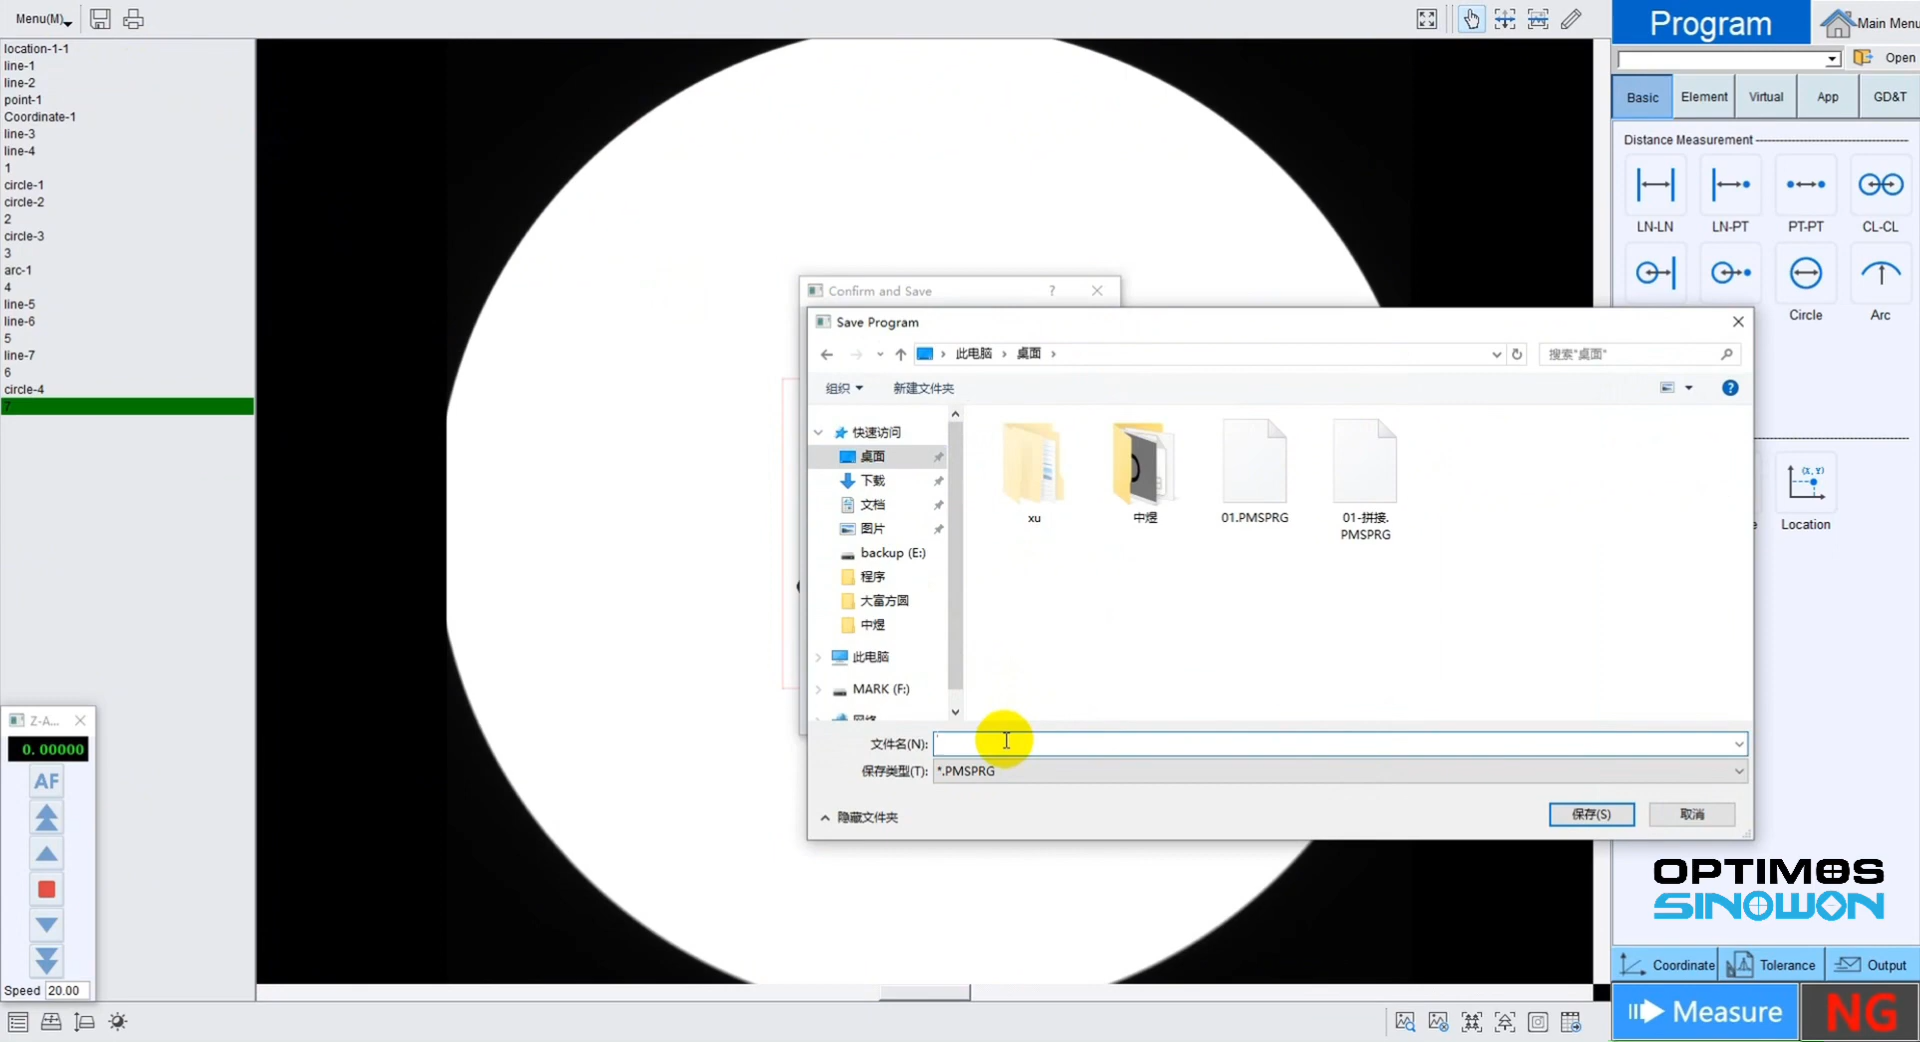 Menu(M)
location-1-1
line-1
line-2
point-1
Coordinate-1
line-3
line-4
1
circle-1
circle-2
2
circle-3
3
arc-1
4
line-5
line-6
5
line-7
6
circle-4
7
Z-A...
0.00000
AF
Speed 20.00
Confirm and Save
?
Save Program
此电脑 › 桌面 ›
搜索"桌面"
组织
新建文件夹
快速访问
桌面
下载
文档
图片
backup (E:)
程序
大富方圆
中煜
此电脑
MARK (F:)
网络
xu
中煜
01.PMSPRG
01-拼接.
PMSPRG
文件名(N):
保存类型(T): *.PMSPRG
隐藏文件夹
保存(S)
取消
Program
Main Menu
Open
Basic
Element
Virtual
App
GD&T
Distance Measurement
LN-LN
LN-PT
PT-PT
CL-CL
Circle
Arc
(X,Y)
Location
OPTIMOS
SINOWON
Coordinate
Tolerance
Output
Measure
NG